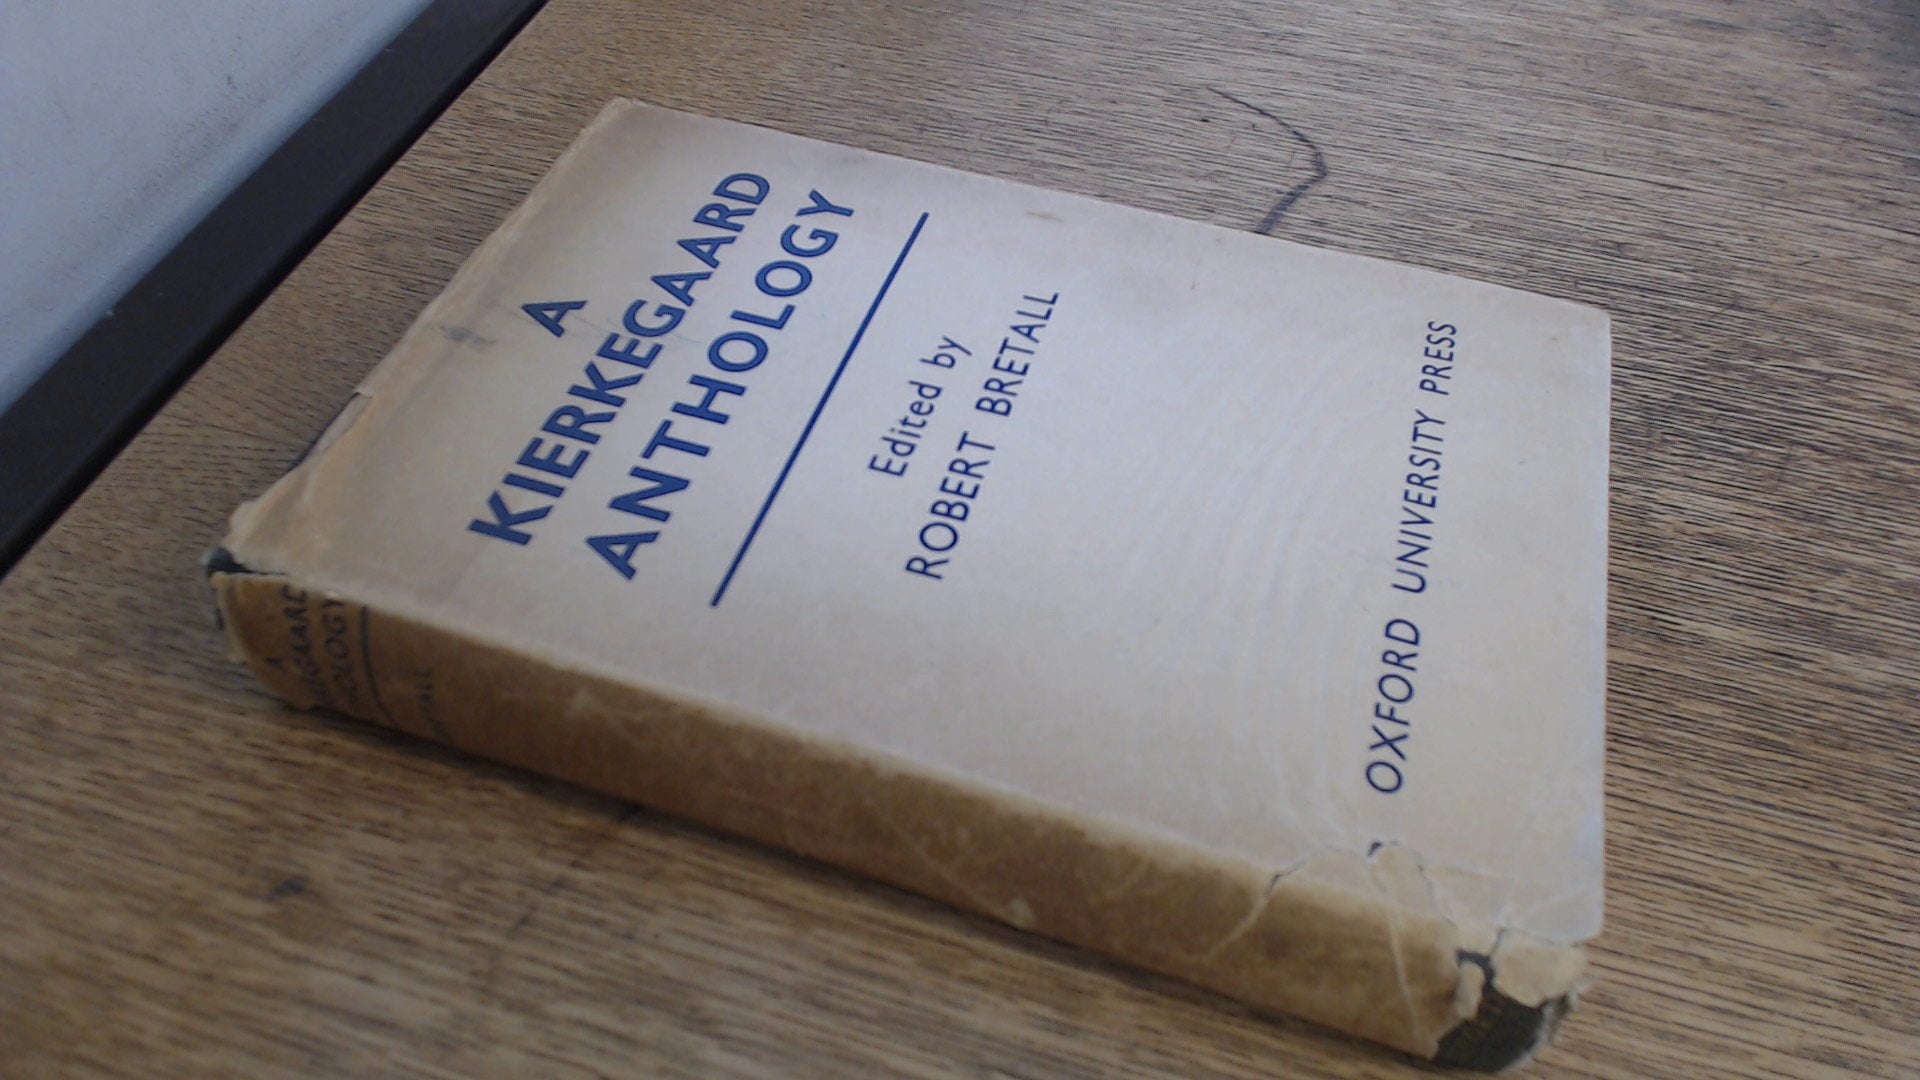 A
KIERKEGAARD
ANTHOLOGY
Edited by
ROBERT BRETALL
OXFORD UNIVERSITY PRESS
A